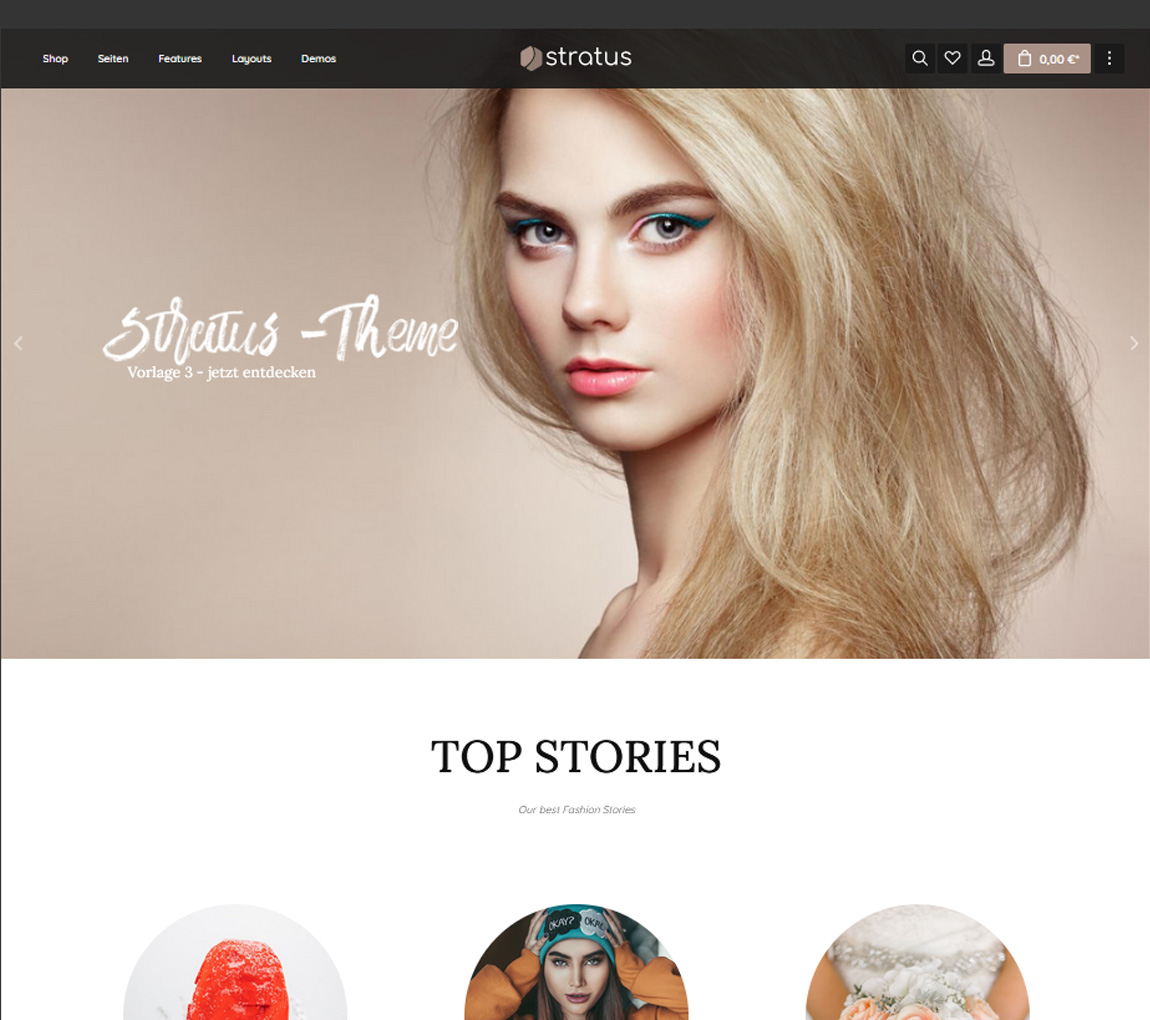 Shop Seiten Features Layouts Demos stratus 0,00 €*
Stratus -Theme
Vorlage 3 - jetzt entdecken
TOP STORIES
Our best Fashion Stories
OKAY? OKAY.